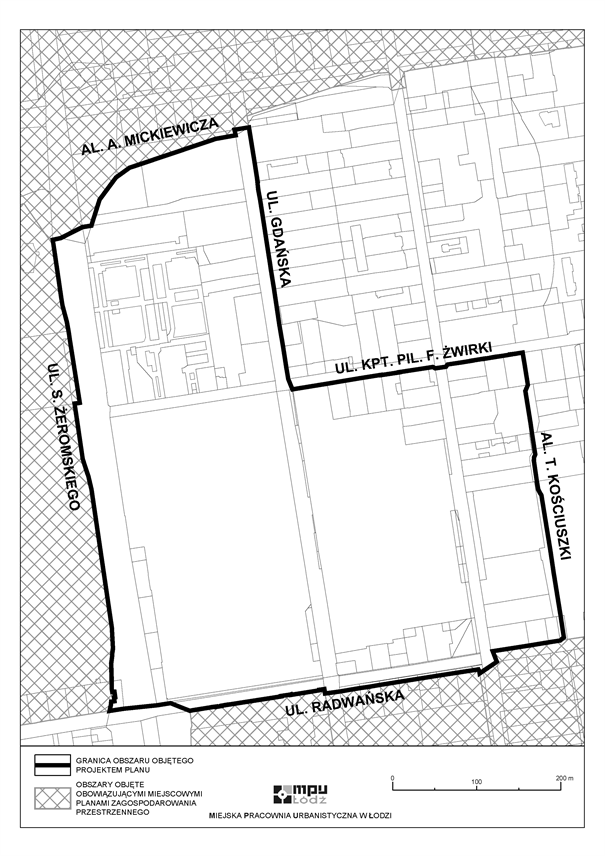 AL. A. MICKIEWICZA
UL. GDAŃSKA
UL. KPT. PIL. F. ŻWIRKI
UL. S. ŻEROMSKIEGO
AL. T. KOŚCIUSZKI
UL. RADWAŃSKA
GRANICA OBSZARU OBJĘTEGO
PROJEKTEM PLANU
OBSZARY OBJĘTE
OBOWIĄZUJĄCYMI MIEJSCOWYMI
PLANAMI ZAGOSPODAROWANIA
PRZESTRZENNEGO
mpu
Łódź
MIEJSKA PRACOWNIA URBANISTYCZNA W ŁODZI
0 100 200 m